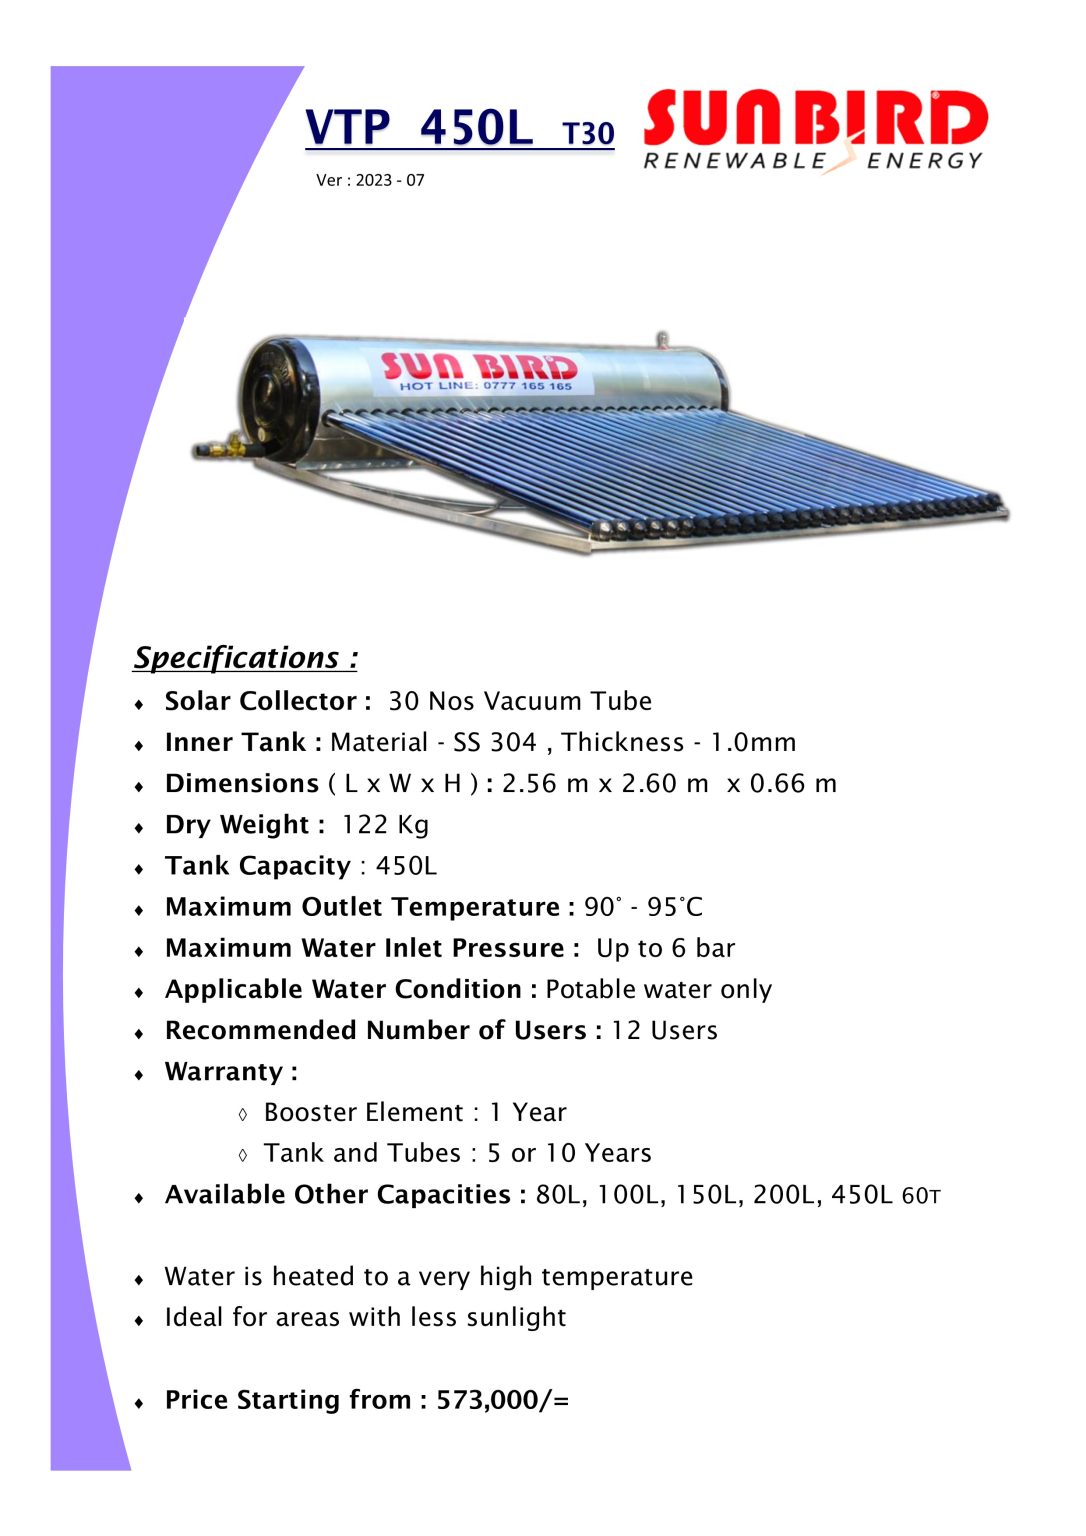 VTP 450L T30
Ver : 2023 - 07
SUNBIRD®
RENEWABLE ENERGY
SUN BIRD
HOT LINE: 0777 165 165
Specifications :
♦ Solar Collector : 30 Nos Vacuum Tube
♦ Inner Tank : Material - SS 304 , Thickness - 1.0mm
♦ Dimensions ( L x W x H ) : 2.56 m x 2.60 m x 0.66 m
♦ Dry Weight : 122 Kg
♦ Tank Capacity : 450L
♦ Maximum Outlet Temperature : 90° - 95°C
♦ Maximum Water Inlet Pressure : Up to 6 bar
♦ Applicable Water Condition : Potable water only
♦ Recommended Number of Users : 12 Users
♦ Warranty :
◊ Booster Element : 1 Year
◊ Tank and Tubes : 5 or 10 Years
♦ Available Other Capacities : 80L, 100L, 150L, 200L, 450L 60T
♦ Water is heated to a very high temperature
♦ Ideal for areas with less sunlight
♦ Price Starting from : 573,000/=